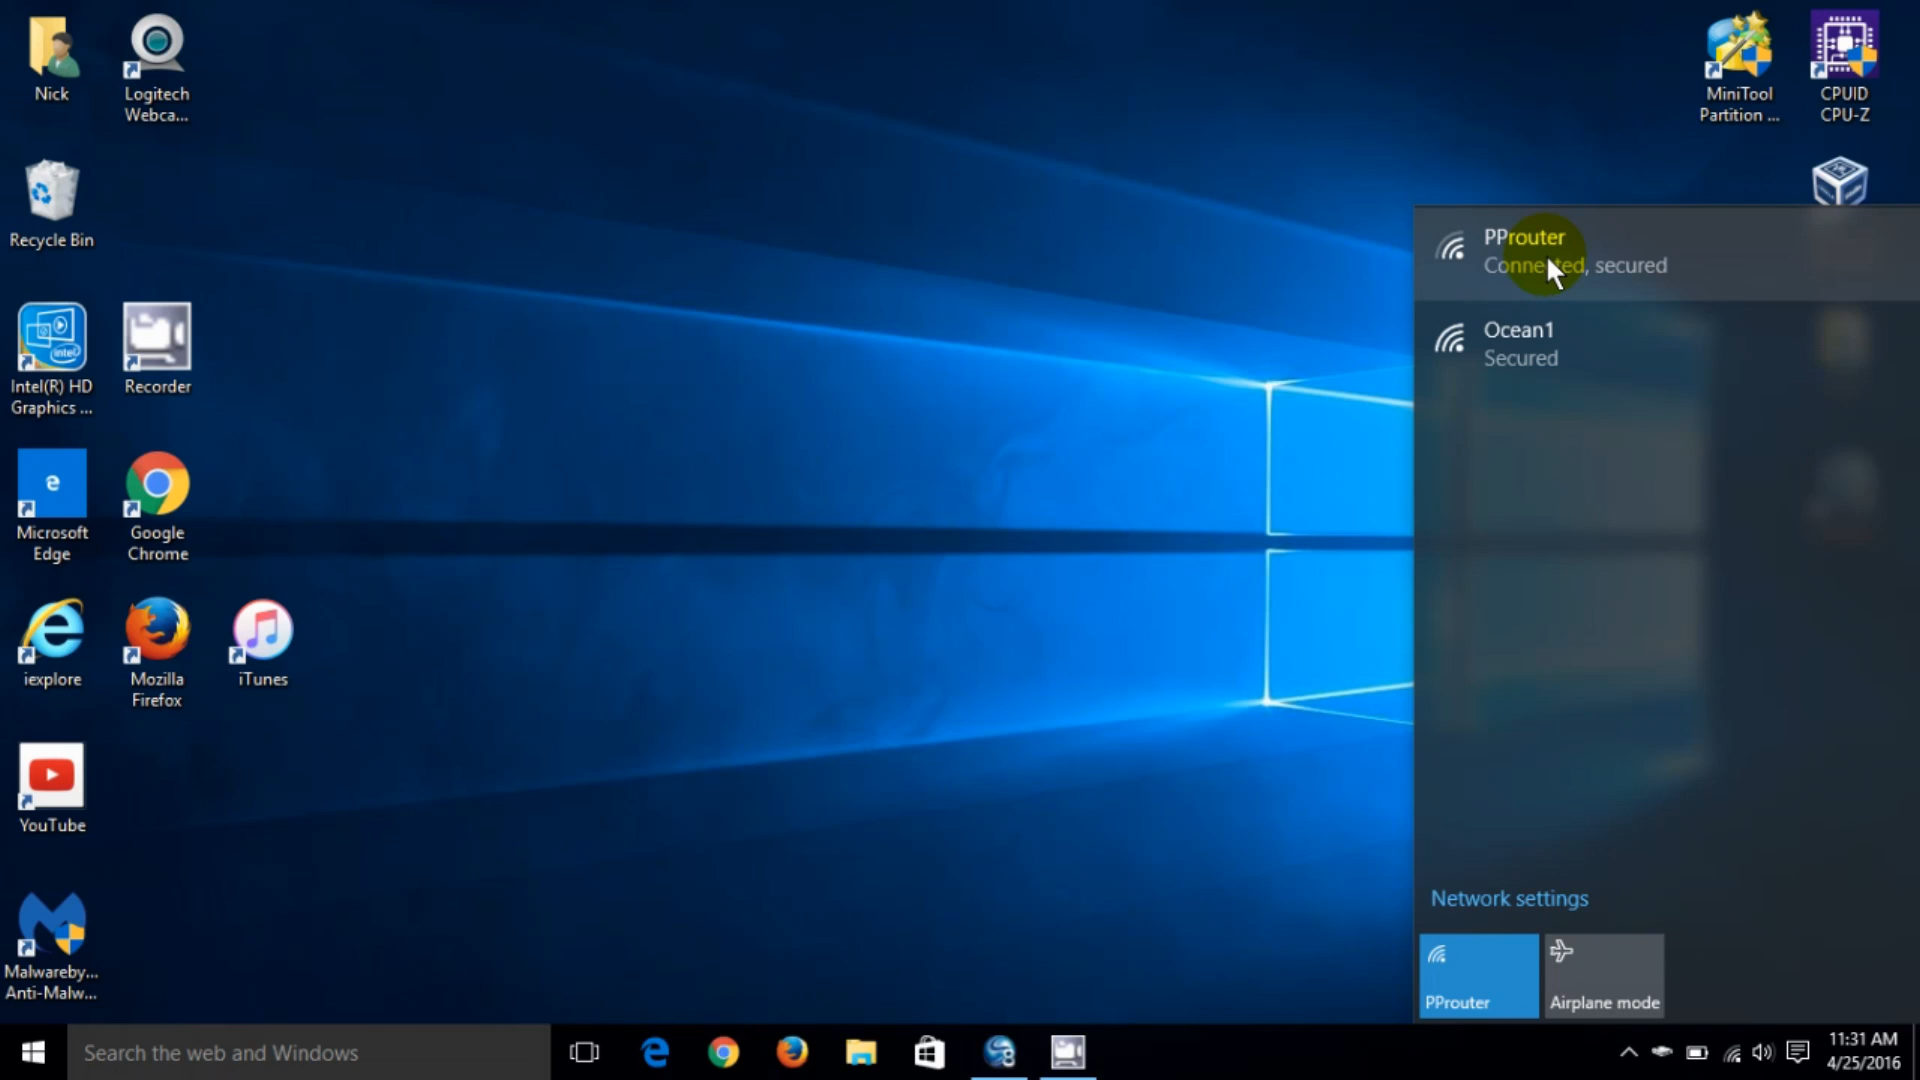 Nick
Logitech
Webca...
MiniTool
Partition ...
CPUID
CPU-Z
Recycle Bin
PProuter
Connected, secured
Ocean1
Secured
intel
Intel(R) HD
Graphics ...
Recorder
Microsoft
Edge
Google
Chrome
iexplore
Mozilla
Firefox
iTunes
YouTube
Malwareby...
Anti-Malw...
Network settings
PProuter
Airplane mode
Search the web and Windows
11:31 AM
4/25/2016